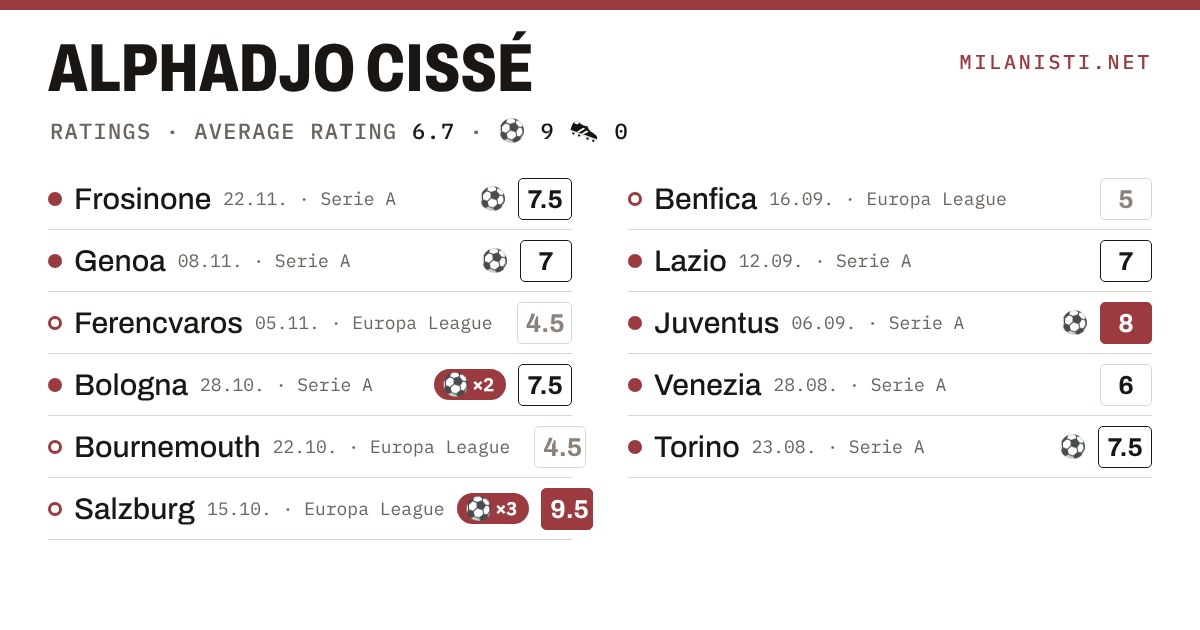 ALPHADJO CISSÉ
MILANISTI.NET
RATINGS · AVERAGE RATING 6.7 · ⚽ 9 👟 0
Frosinone 22.11. · Serie A ⚽ 7.5
Genoa 08.11. · Serie A ⚽ 7
Ferencvaros 05.11. · Europa League 4.5
Bologna 28.10. · Serie A ⚽ ×2 7.5
Bournemouth 22.10. · Europa League 4.5
Salzburg 15.10. · Europa League ⚽ ×3 9.5
Benfica 16.09. · Europa League 5
Lazio 12.09. · Serie A 7
Juventus 06.09. · Serie A ⚽ 8
Venezia 28.08. · Serie A 6
Torino 23.08. · Serie A ⚽ 7.5